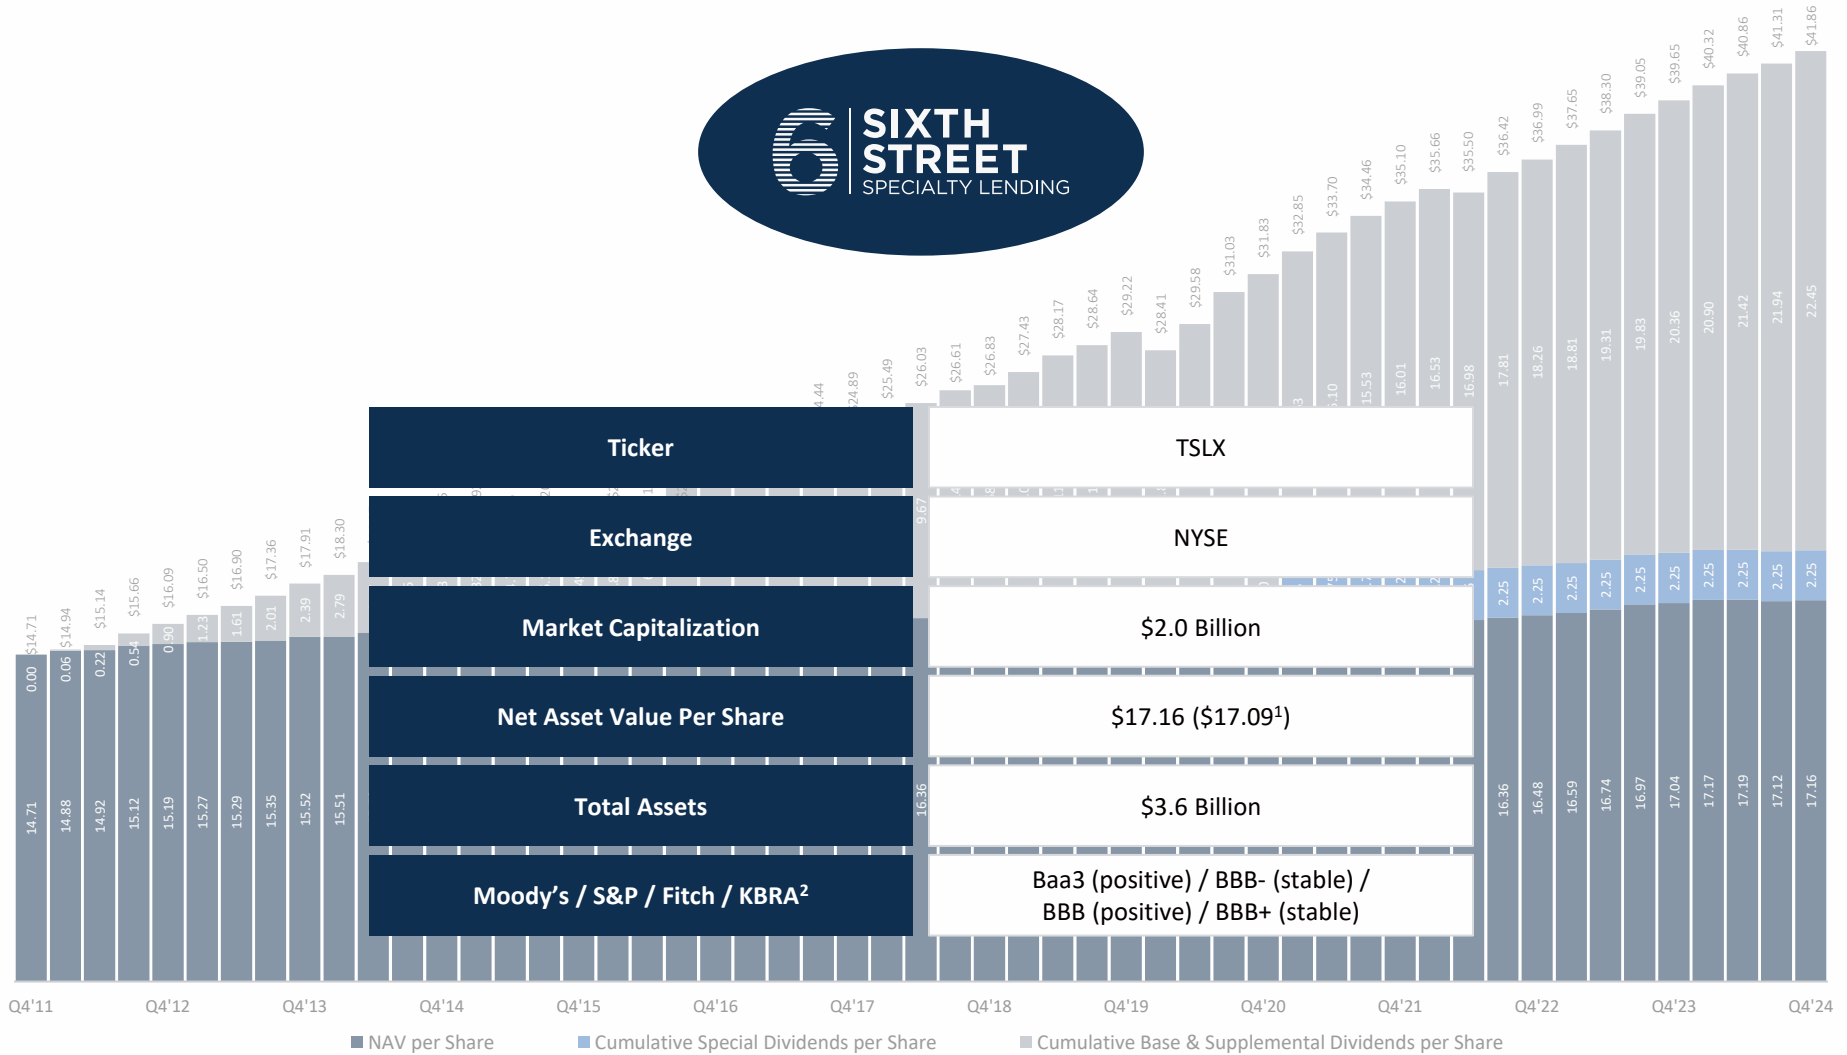 6 SIXTH
STREET
SPECIALTY LENDING
Ticker TSLX
Exchange NYSE
Market Capitalization $2.0 Billion
Net Asset Value Per Share $17.16 ($17.09¹)
Total Assets $3.6 Billion
Moody’s / S&P / Fitch / KBRA² Baa3 (positive) / BBB- (stable) /
BBB (positive) / BBB+ (stable)
$14.71 $14.94 $15.14 $15.66 $16.09 $16.50 $16.90 $17.36 $17.91 $18.30
$25.49 $26.03 $26.61 $26.83 $27.43 $28.17 $28.64 $29.22 $28.41 $29.58 $31.03 $31.83 $32.85 $33.70 $34.46 $35.10 $35.66 $35.50 $36.42 $36.99 $37.65 $38.30 $39.05 $39.65 $40.32 $40.86 $41.31 $41.86
0.00 0.06 0.22 0.54 0.90 1.23 1.61 2.01 2.39 2.79
9.67 15.53 16.01 16.53 16.98 17.81 18.26 18.81 19.31 19.83 20.36 20.90 21.42 21.94 22.45
2.25 2.25 2.25 2.25 2.25 2.25 2.25 2.25 2.25 2.25
14.71 14.88 14.92 15.12 15.19 15.27 15.29 15.35 15.52 15.51
16.36 16.36 16.48 16.59 16.74 16.97 17.04 17.17 17.19 17.12 17.16
Q4'11 Q4'12 Q4'13 Q4'14 Q4'15 Q4'16 Q4'17 Q4'18 Q4'19 Q4'20 Q4'21 Q4'22 Q4'23 Q4'24
NAV per Share Cumulative Special Dividends per Share Cumulative Base & Supplemental Dividends per Share